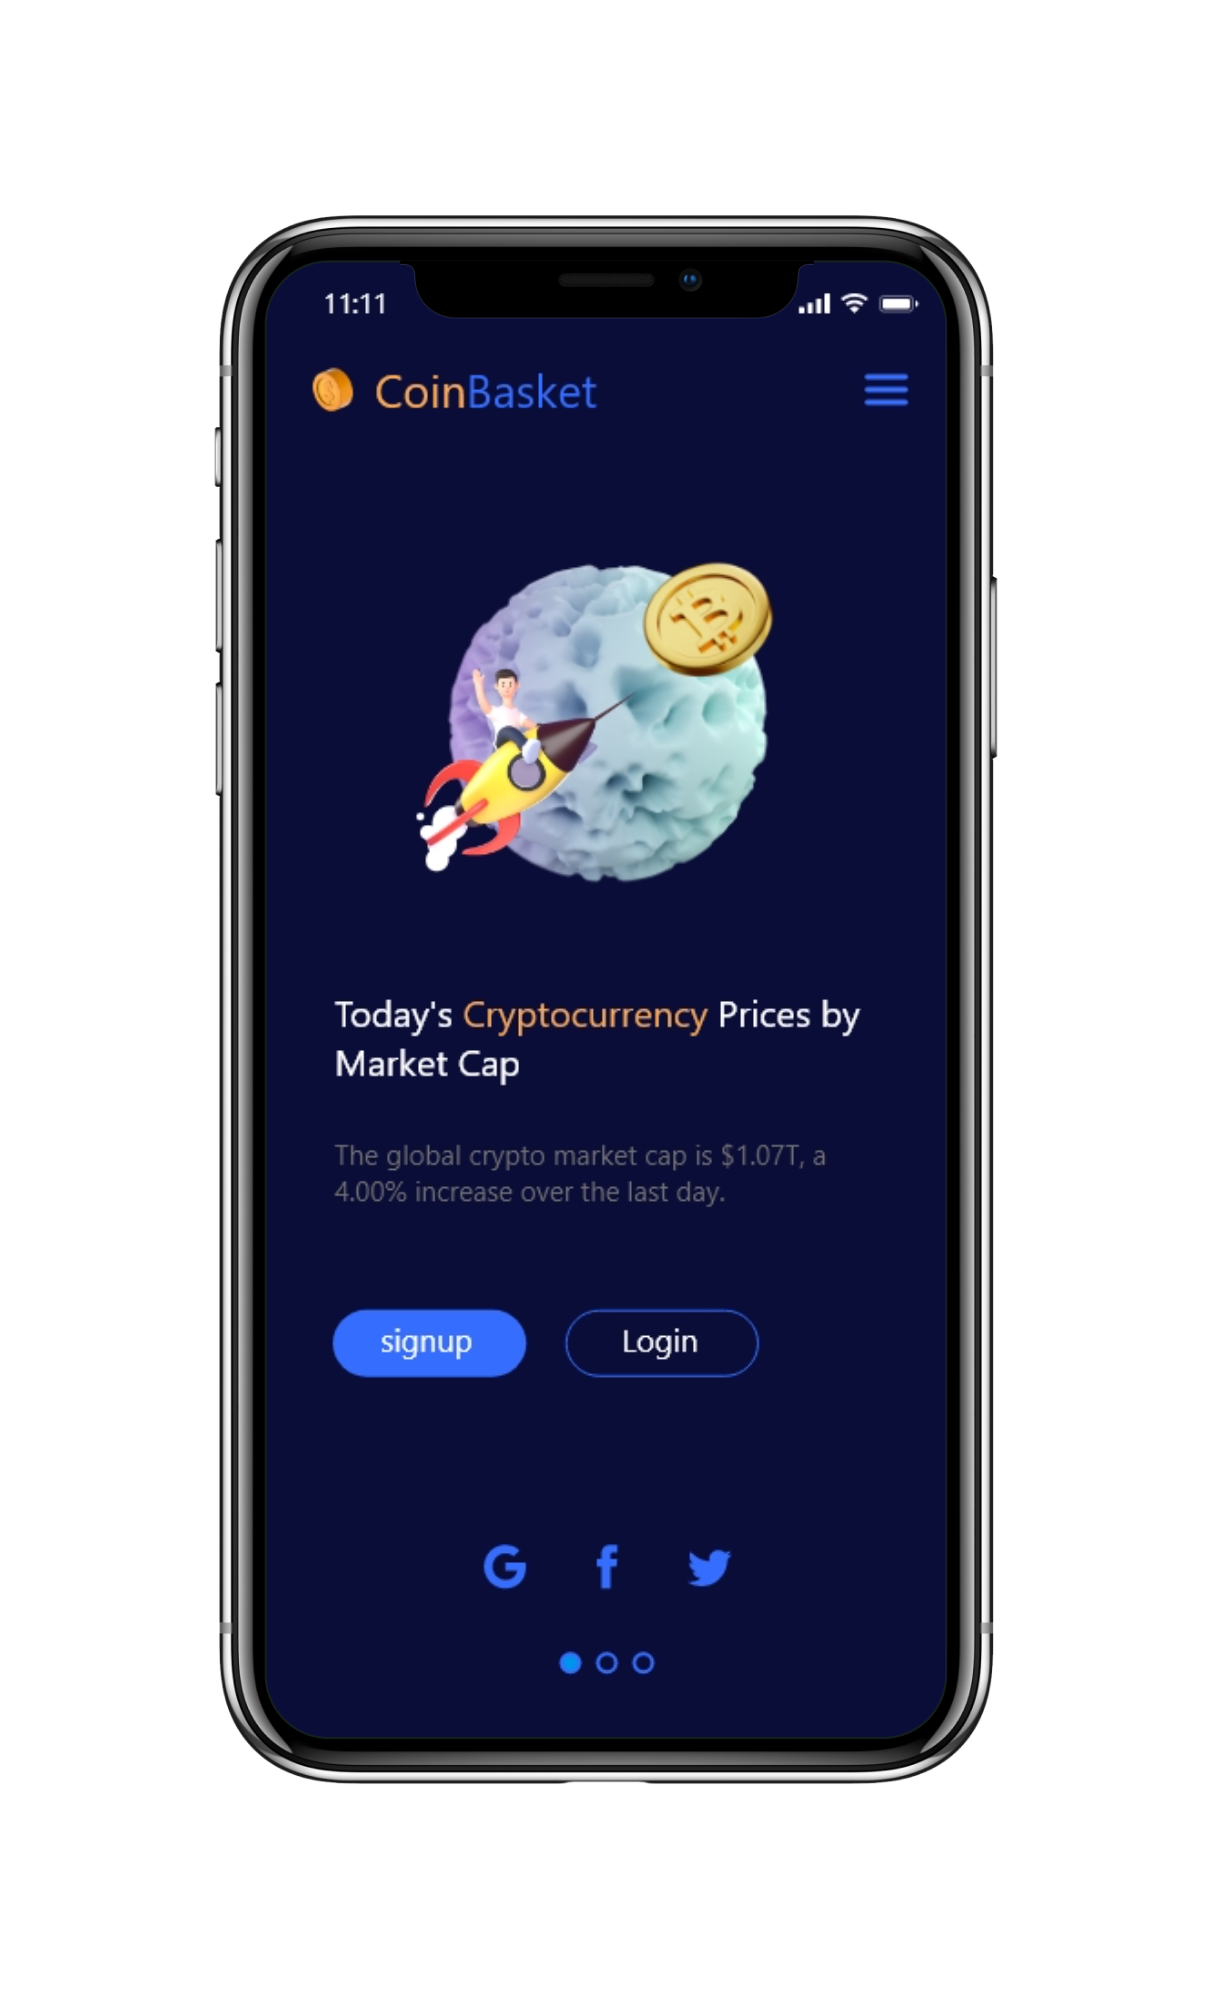 11:11
CoinBasket
Today's Cryptocurrency Prices by
Market Cap
The global crypto market cap is $1.07T, a
4.00% increase over the last day.
signup
Login